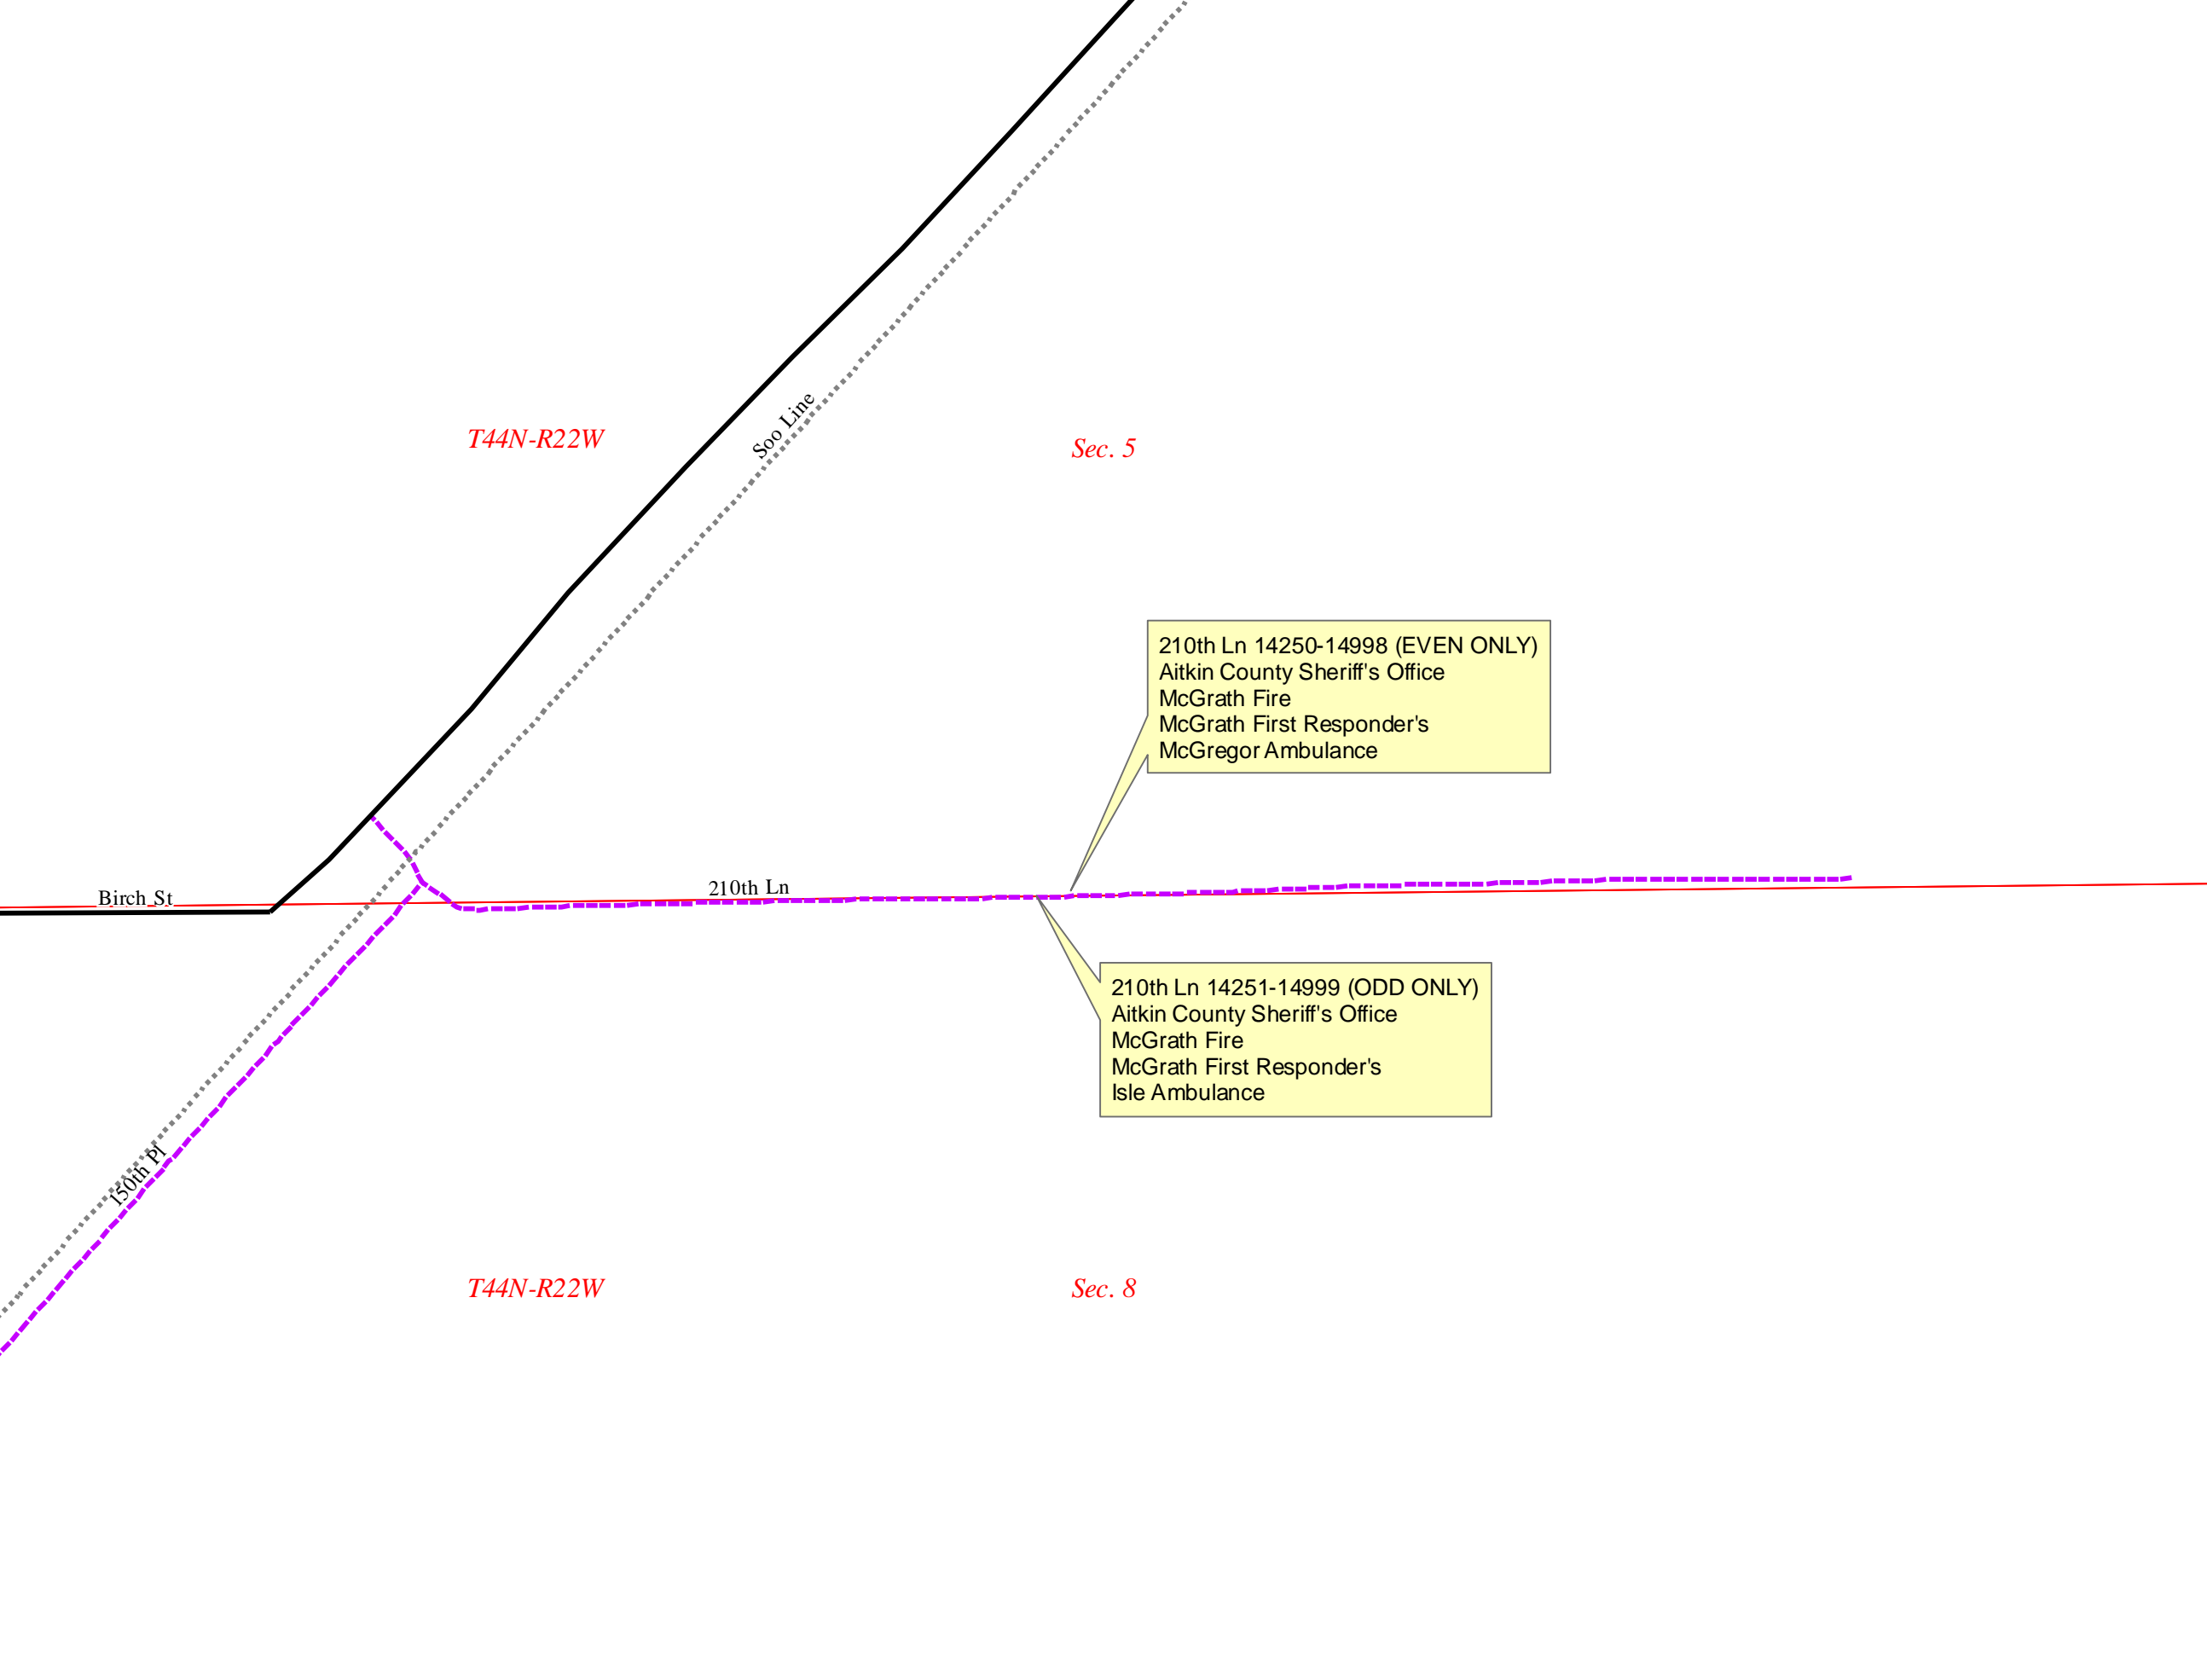 Soo Line
T44N-R22W
Sec. 5
210th Ln 14250-14998 (EVEN ONLY)
Aitkin County Sheriff's Office
McGrath Fire
McGrath First Responder's
McGregor Ambulance
Birch St
210th Ln
210th Ln 14251-14999 (ODD ONLY)
Aitkin County Sheriff's Office
McGrath Fire
McGrath First Responder's
Isle Ambulance
150th Pl
T44N-R22W
Sec. 8